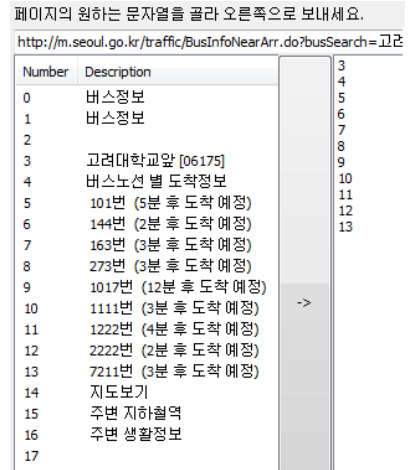 페이지의 원하는 문자열을 골라 오른쪽으로 보내세요.
http://m.seoul.go.kr/traffic/BusInfoNearArr.do?busSearch=고려
Number Description
0 버스정보
1 버스정보
2
3 고려대학교앞 [06175]
4 버스노선 별 도착정보
5 101번 (5분 후 도착 예정)
6 144번 (2분 후 도착 예정)
7 163번 (3분 후 도착 예정)
8 273번 (3분 후 도착 예정)
9 1017번 (12분 후 도착 예정)
10 1111번 (3분 후 도착 예정)
11 1222번 (4분 후 도착 예정)
12 2222번 (2분 후 도착 예정)
13 7211번 (3분 후 도착 예정)
14 지도보기
15 주변 지하철역
16 주변 생활정보
17
->
3
4
5
6
7
8
9
10
11
12
13